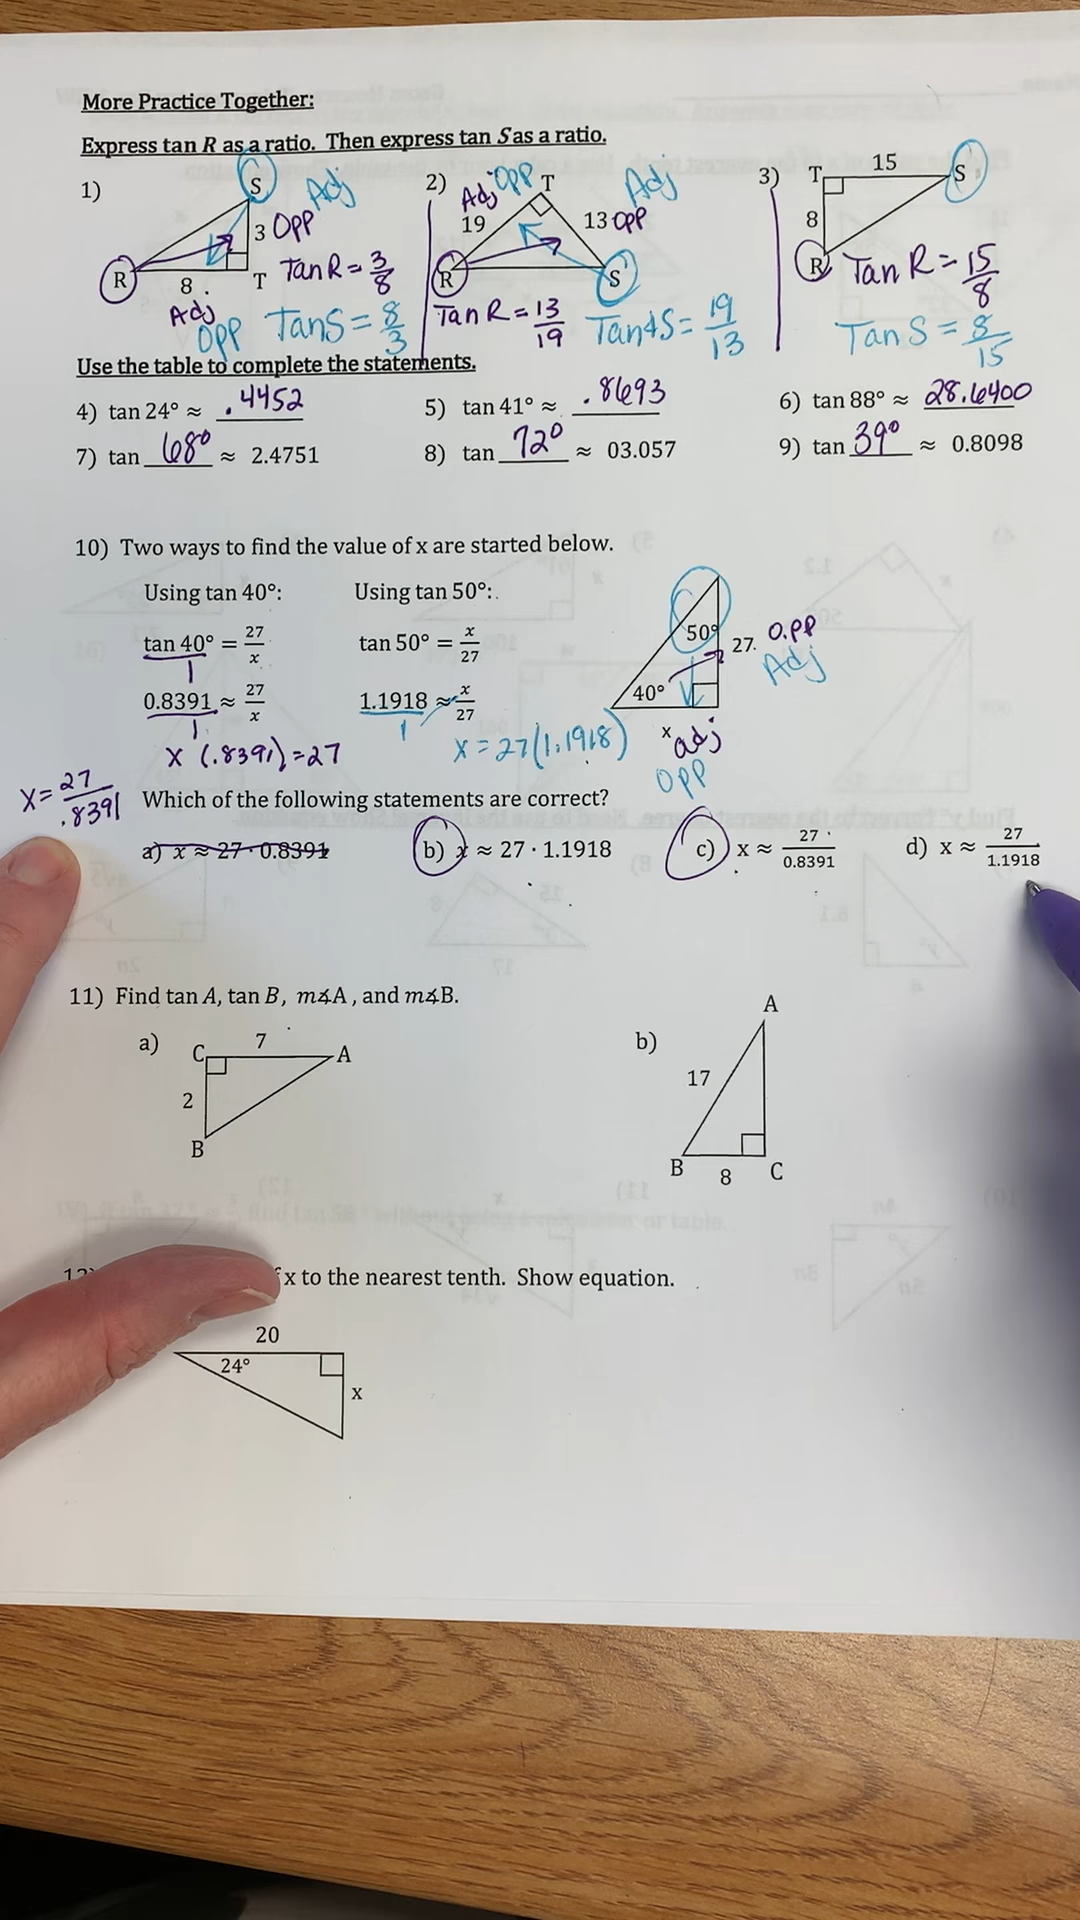 More Practice Together:
Express tan R as a ratio. Then express tan S as a ratio.
1)
S
Adj
3 Opp
R
8
T
Adj
Opp
Tan R = 3/8
Tan S = 8/3
2)
Adj Opp T
Adj
19
13 Opp
R
S
Tan R = 13/19
Tan S = 19/13
3)
T 15 S
8
R
Tan R = 15/8
Tan S = 8/15
Use the table to complete the statements.
4) tan 24° ≈ .4452
5) tan 41° ≈ .8693
6) tan 88° ≈ 28.6400
7) tan 68° ≈ 2.4751
8) tan 72° ≈ 03.057
9) tan 39° ≈ 0.8098
10) Two ways to find the value of x are started below.
Using tan 40°: Using tan 50°:
tan 40° = 27/x tan 50° = x/27
1
0.8391 ≈ 27/x 1.1918 ≈ x/27
1 1
x (.8391) = 27 x = 27(1.1918)
x = 27/.8391
50°
27 Opp
Adj
40°
x adj
Opp
Which of the following statements are correct?
a) x ≈ 27 · 0.8391 b) x ≈ 27 · 1.1918 c) x ≈ 27/0.8391 d) x ≈ 27/1.1918
11) Find tan A, tan B, m∡A , and m∡B.
a)
C 7 A
2
B
b)
A
17
B 8 C
x to the nearest tenth. Show equation.
20
24°
x